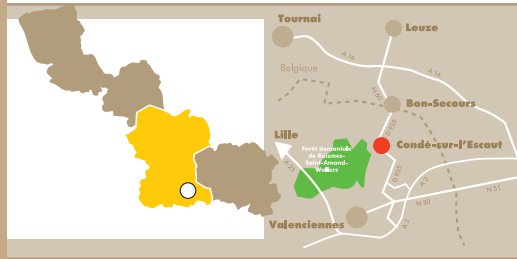 Tournai
Leuze
A 16
Belgique
A 16
N 60
Bon-Secours
D 935
Lille
Condé-sur-l'Escaut
Forêt domaniale
de Raismes-
Saint-Amand-
Wallers
A 23
D 935
A 2
N 51
N 30
Valenciennes
A 2